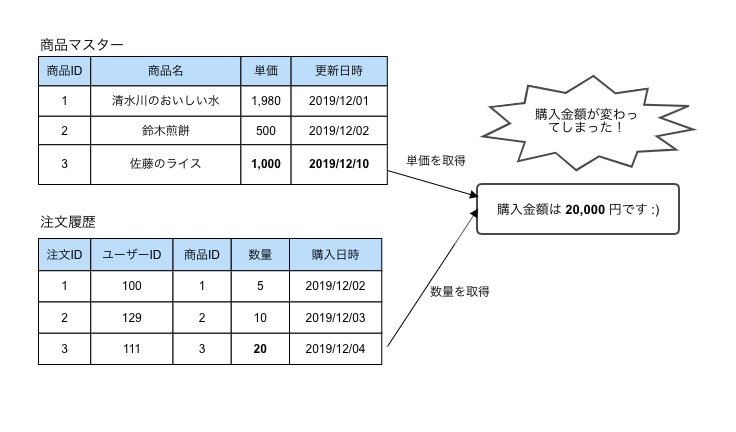 商品マスター
商品ID 商品名 単価 更新日時
1 清水川のおいしい水 1,980 2019/12/01
2 鈴木煎餅 500 2019/12/02
3 佐藤のライス 1,000 2019/12/10
購入金額が変わっ
てしまった！
単価を取得
購入金額は 20,000 円です :)
注文履歴
注文ID ユーザーID 商品ID 数量 購入日時
1 100 1 5 2019/12/02
2 129 2 10 2019/12/03
3 111 3 20 2019/12/04
数量を取得